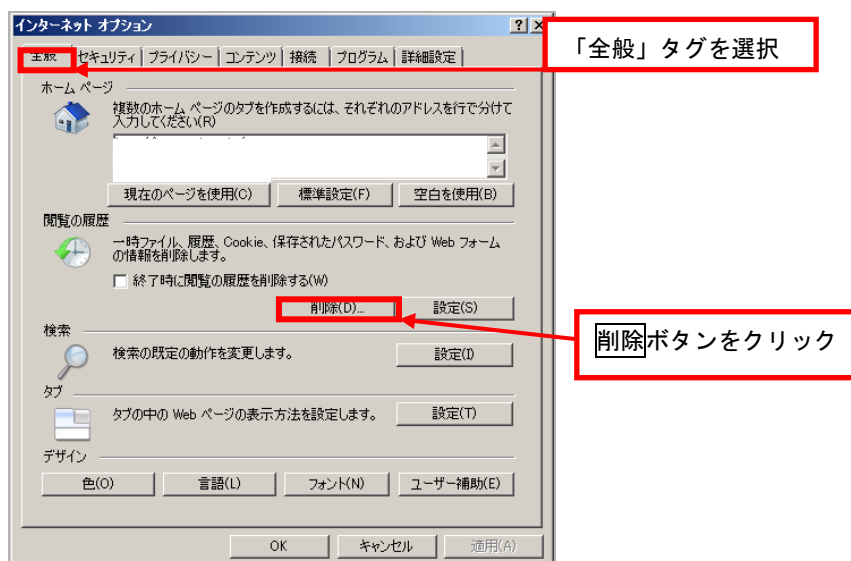 インターネット オプション
「全般」タグを選択
全般 セキュリティ プライバシー コンテンツ 接続 プログラム 詳細設定
ホーム ページ
複数のホーム ページのタブを作成するには、それぞれのアドレスを行で分けて
入力してください(R)
現在のページを使用(C) 標準設定(F) 空白を使用(B)
閲覧の履歴
一時ファイル、履歴、Cookie、保存されたパスワード、および Web フォーム
の情報を削除します。
終了時に閲覧の履歴を削除する(W)
削除(D)... 設定(S)
削除ボタンをクリック
検索
検索の既定の動作を変更します。 設定(I)
タブ
タブの中の Web ページの表示方法を設定します。 設定(T)
デザイン
色(O) 言語(L) フォント(N) ユーザー補助(E)
OK キャンセル 適用(A)